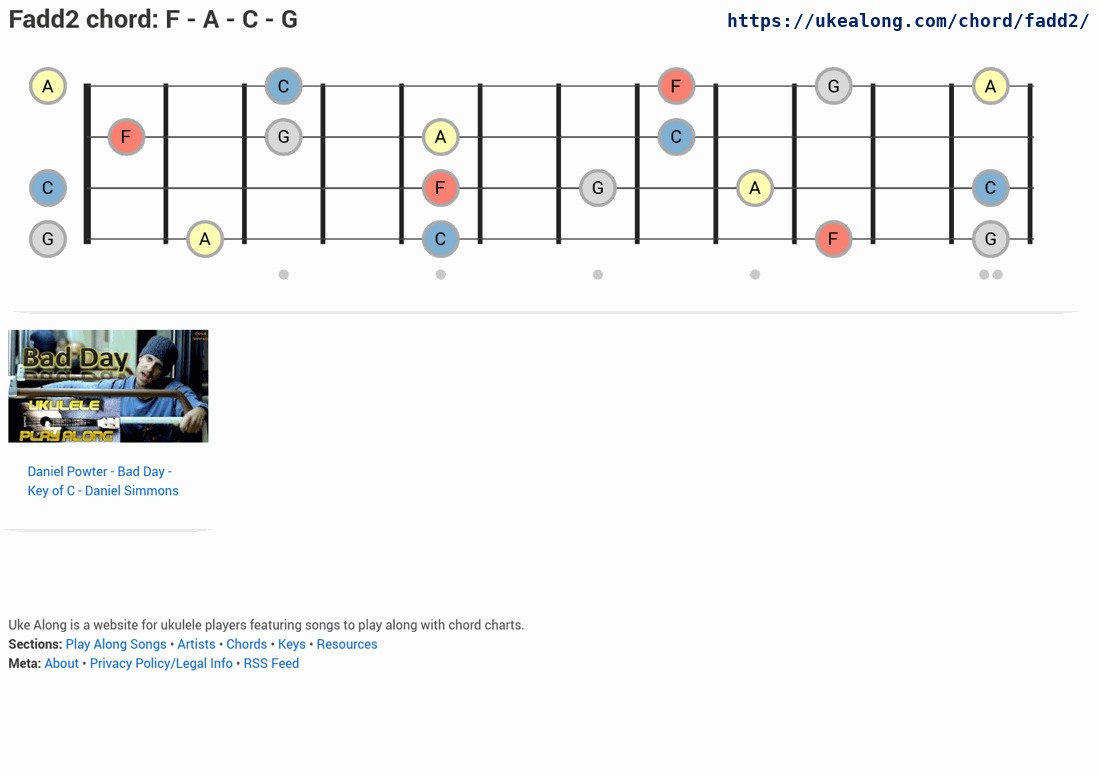 Fadd2 chord: F - A - C - G
https://ukealong.com/chord/fadd2/
A C F G A
F G A C
C F G A C
G A C F G
Bad Day
UKULELE
PLAY ALONG
Daniel Powter - Bad Day -
Key of C - Daniel Simmons
Uke Along is a website for ukulele players featuring songs to play along with chord charts.
Sections: Play Along Songs • Artists • Chords • Keys • Resources
Meta: About • Privacy Policy/Legal Info • RSS Feed